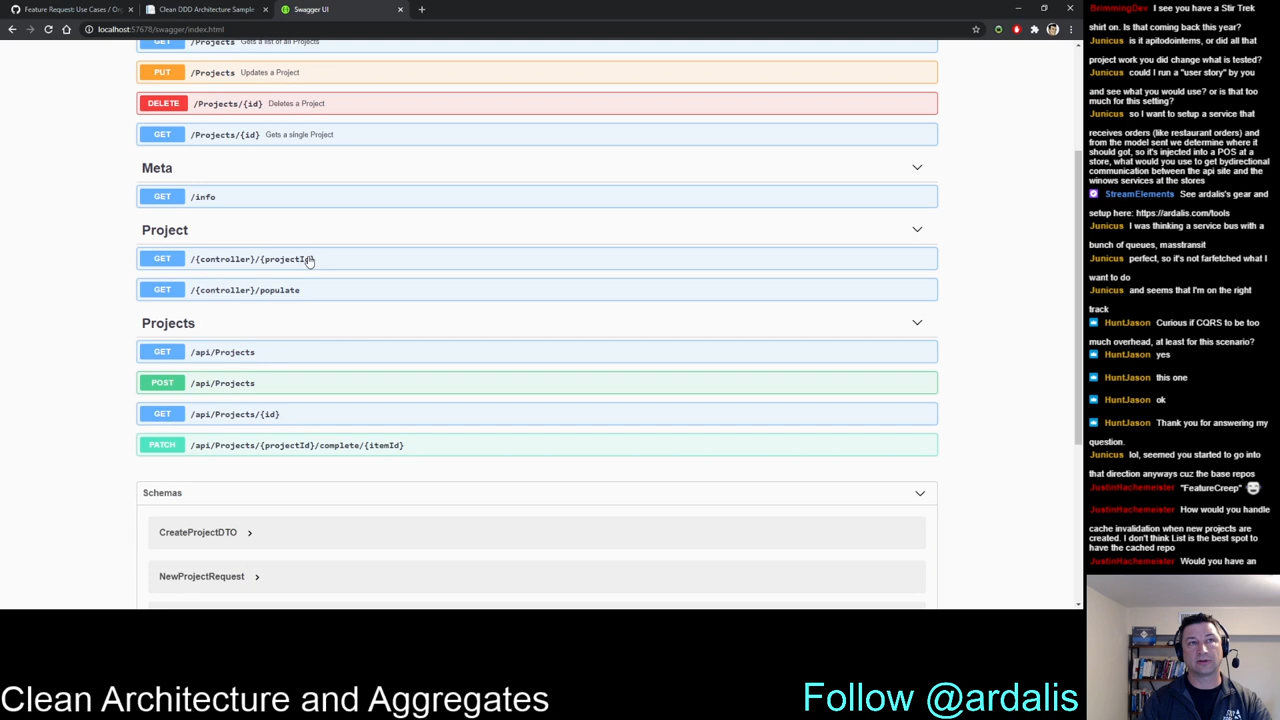 Feature Request: Use Cases / Or
Clean DDD Architecture Sample
Swagger UI
localhost:57678/swagger/index.html
GET /Projects Gets a list of all Projects
PUT /Projects Updates a Project
DELETE /Projects/{id} Deletes a Project
GET /Projects/{id} Gets a single Project
Meta
GET /info
Project
GET /{controller}/{projectId}
GET /{controller}/populate
Projects
GET /api/Projects
POST /api/Projects
GET /api/Projects/{id}
PATCH /api/Projects/{projectId}/complete/{itemId}
Schemas
CreateProjectDTO
NewProjectRequest
BrimmingDev I see you have a Stir Trek
shirt on. Is that coming back this year?
Junicus is it apitodoitems, or did all that
project work you did change what is tested?
Junicus could I run a "user story" by you
and see what you would use? or is that too
much for this setting?
Junicus so I want to setup a service that
receives orders (like restaurant orders) and
from the model sent we determine where it
should got, so it's injected into a POS at a
store, what would you use to get bydirectional
communication between the api site and the
winows services at the stores
StreamElements See ardalis's gear and
setup here: https://ardalis.com/tools
Junicus I was thinking a service bus with a
bunch of queues, masstransit
Junicus perfect, so it's not farfetched what I
want to do
Junicus and seems that I'm on the right
track
HuntJason Curious if CQRS to be too
much overhead, at least for this scenario?
HuntJason yes
HuntJason this one
HuntJason ok
HuntJason Thank you for answering my
question.
Junicus lol, seemed you started to go into
that direction anyways cuz the base repos
JustinHachemeister "FeatureCreep"
JustinHachemeister How would you handle
cache invalidation when new projects are
created. I don't think List is the best spot to
have the cached repo
JustinHachemeister Would you have an
Clean Architecture and Aggregates
Follow @ardalis